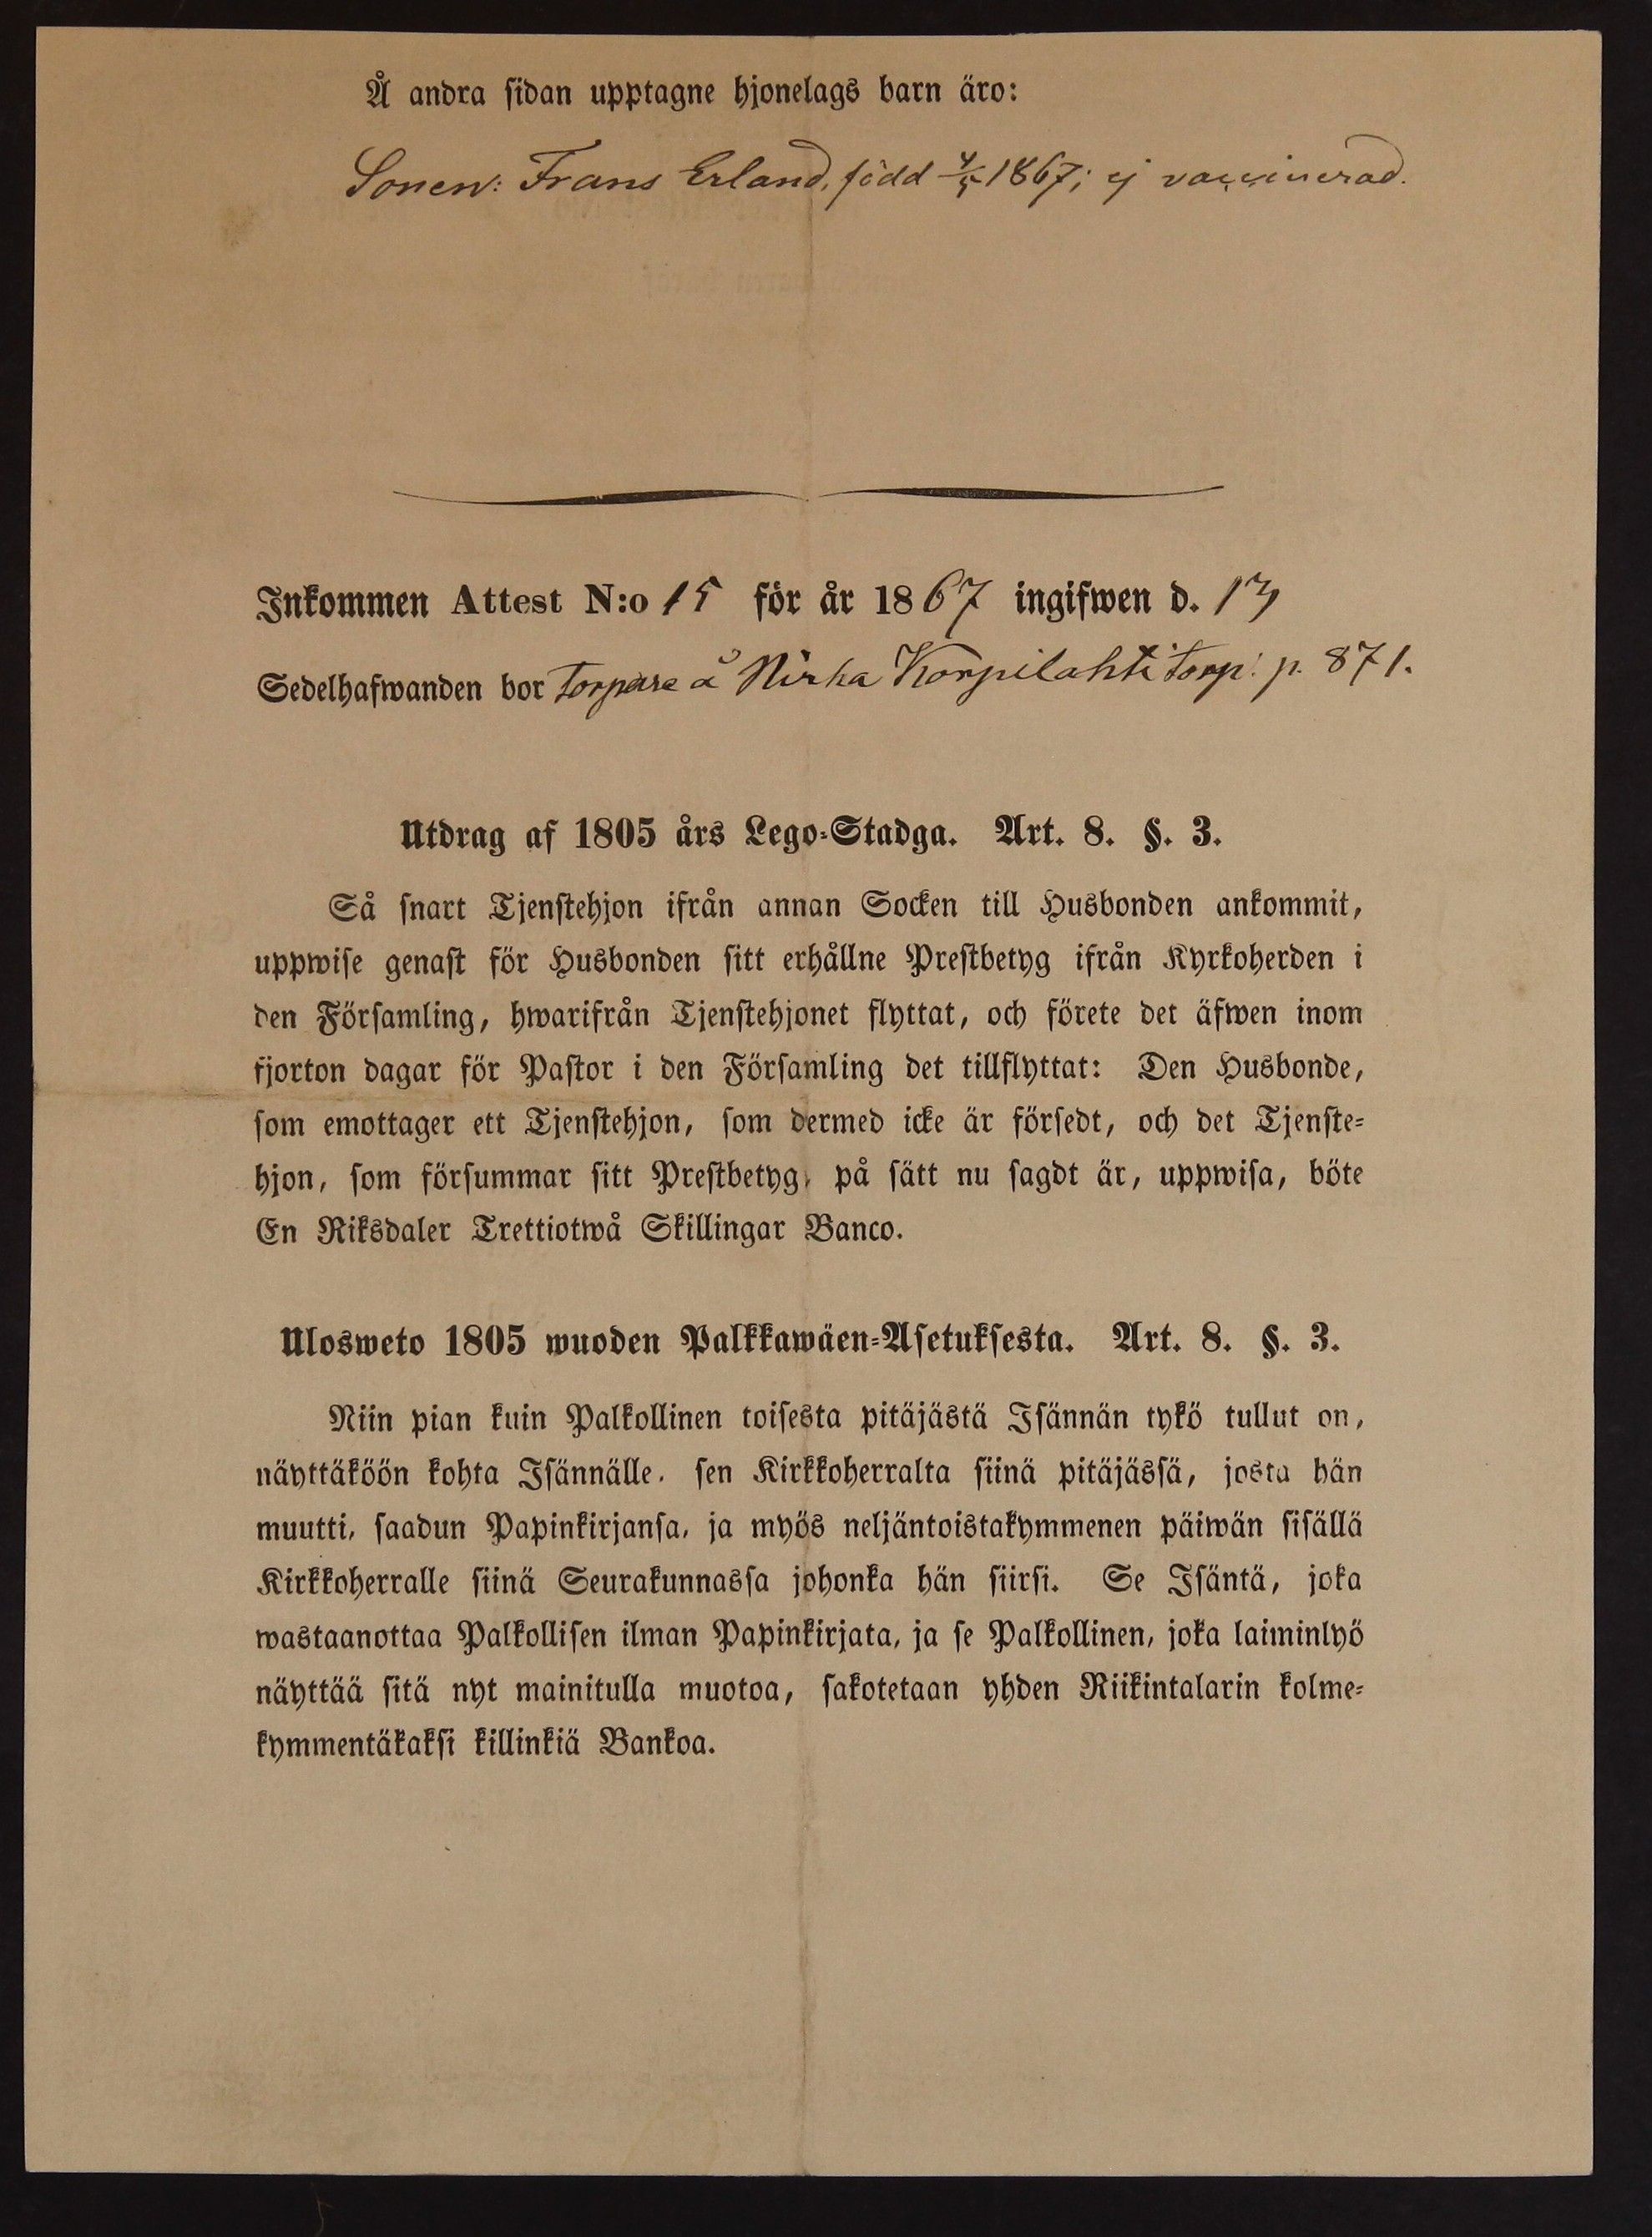 Å andra sidan upptagne hjonelags barn äro:
Sonen: Frans Erland, född 4/5 1867; ej vaccinerad.
Inkommen Attest N:o 15 för år 1867 ingifwen d. 13
Sedelhafwanden bor torpare å Nirha Korpilahti torp. p. 871.
Utdrag af 1805 års Lego-Stadga. Art. 8. §. 3.
Så snart Tjenstehjon ifrån annan Socken till Husbonden ankommit,
uppwise genast för Husbonden sitt erhållne Prestbetyg ifrån Kyrkoherden i
den Församling, hwarifrån Tjenstehjonet flyttat, och förete det äfwen inom
fjorton dagar för Pastor i den Församling det tillflyttat: Den Husbonde,
som emottager ett Tjenstehjon, som dermed icke är försedt, och det Tjenste-
hjon, som försummar sitt Prestbetyg, på sätt nu sagdt är, uppwisa, böte
En Riksdaler Trettiotwå Skillingar Banco.
Ulosweto 1805 wuoden Palkkawäen-Asetuksesta. Art. 8. §. 3.
Niin pian kuin Palkollinen toisesta pitäjästä Isännän tykö tullut on,
näyttäköön kohta Isännälle, sen Kirkkoherralta siinä pitäjässä, josta hän
muutti, saadun Papinkirjansa, ja myös neljäntoistakymmenen päiwän sisällä
Kirkkoherralle siinä Seurakunnassa johonka hän siirsi. Se Isäntä, joka
wastaanottaa Palkollisen ilman Papinkirjata, ja se Palkollinen, joka laiminlyö
näyttää sitä nyt mainitulla muotoa, sakotetaan yhden Riikintalarin kolme-
kymmentäkaksi killinkiä Bankoa.